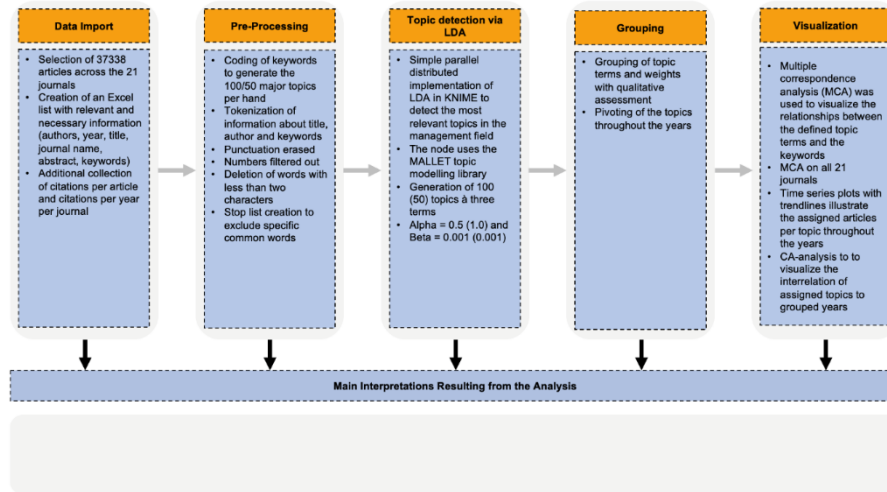 Data Import
• Selection of 37338
articles across the 21
journals
• Creation of an Excel
list with relevant and
necessary information
(authors, year, title,
journal name,
abstract, keywords)
• Additional collection
of citations per article
and citations per year
per journal
Pre-Processing
• Coding of keywords
to generate the
100/50 major topics
per hand
• Tokenization of
information about title,
author and keywords
• Punctuation erased
• Numbers filtered out
• Deletion of words with
less than two
characters
• Stop list creation to
exclude specific
common words
Topic detection via
LDA
• Simple parallel
distributed
implementation of
LDA in KNIME to
detect the most
relevant topics in the
management field
• The node uses the
MALLET topic
modelling library
• Generation of 100
(50) topics à three
terms
• Alpha = 0.5 (1.0) and
Beta = 0.001 (0.001)
Grouping
• Grouping of topic
terms and weights
with qualitative
assessment
• Pivoting of the topics
throughout the years
Visualization
• Multiple
correspondence
analysis (MCA) was
used to visualize the
relationships between
the defined topic
terms and the
keywords
• MCA on all 21
journals
• Time series plots with
trendlines illustrate
the assigned articles
per topic throughout
the years
• CA-analysis to to
visualize the
interrelation of
assigned topics to
grouped years
Main Interpretations Resulting from the Analysis